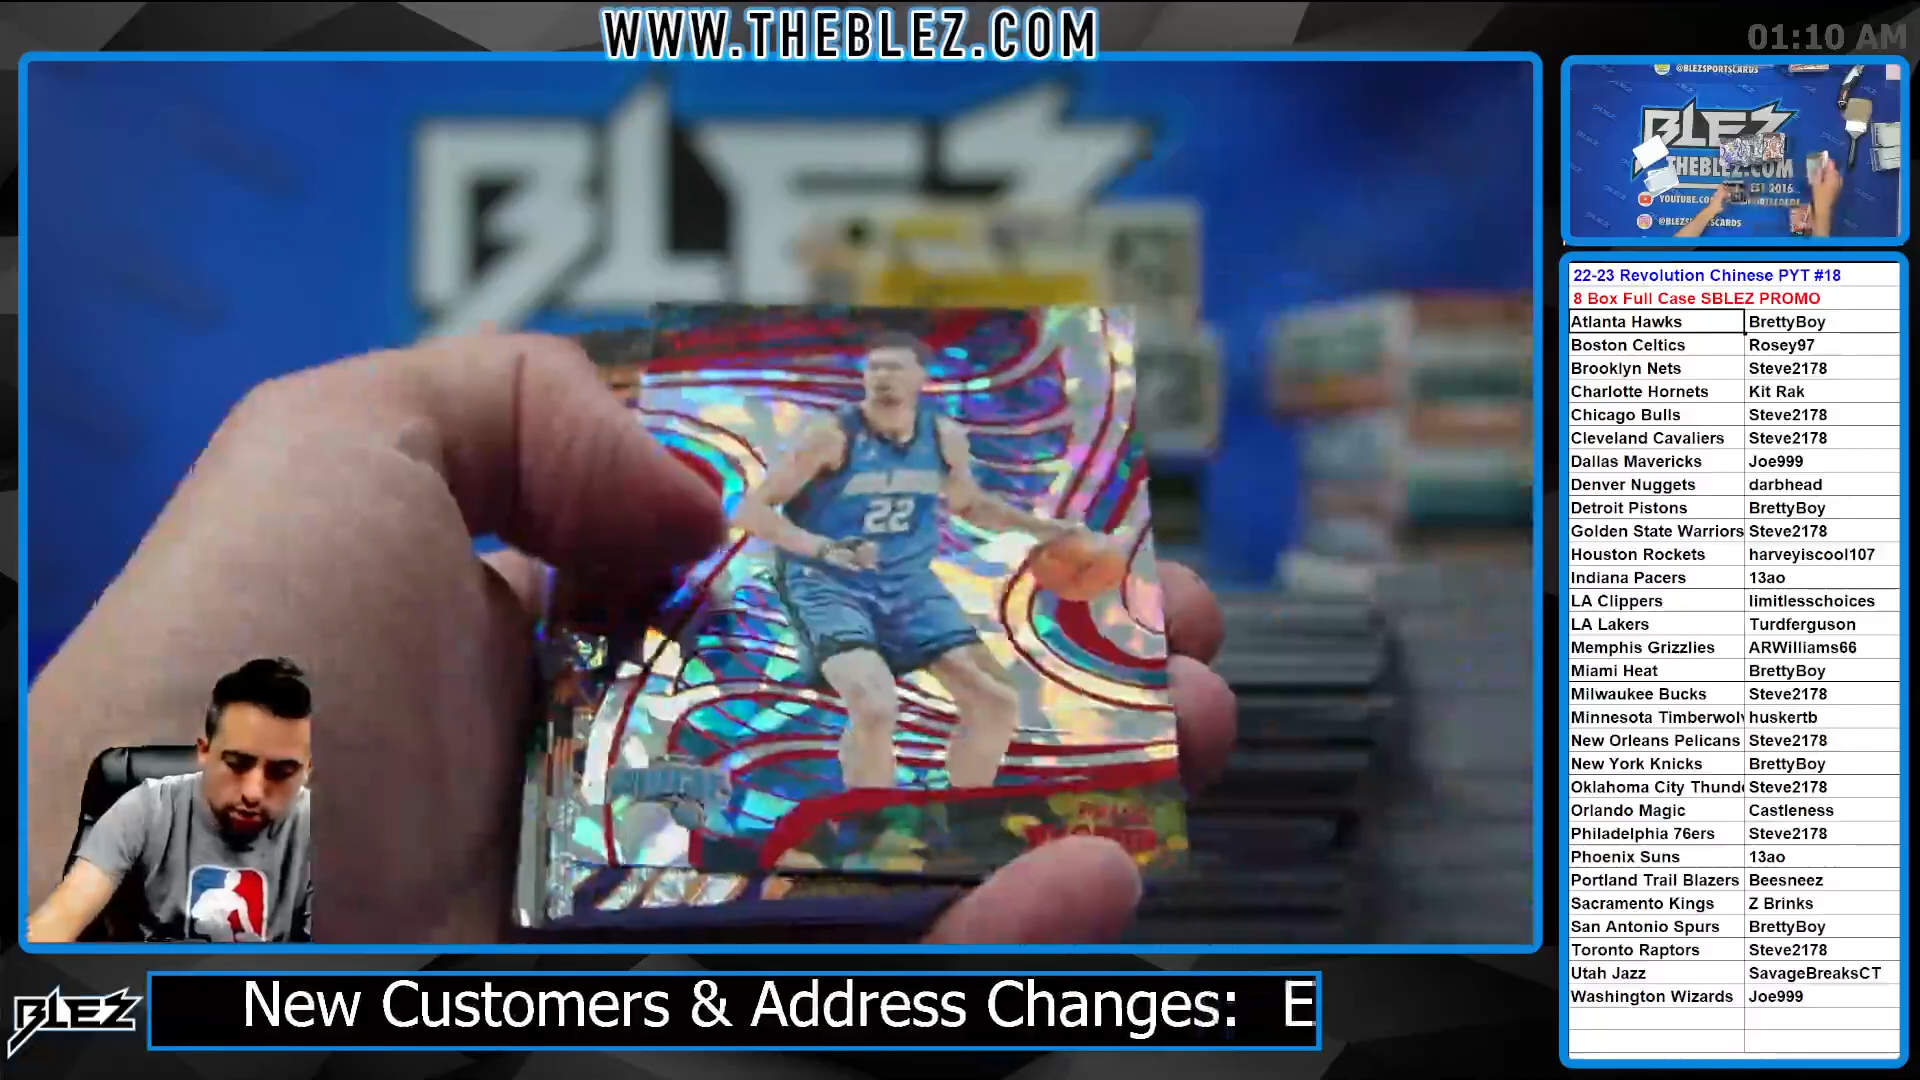 WWW.THEBLEZ.COM
01:10 AM
BLEZ
22
@BLEZSPORTSCARDS
BLEZ
THEBLEZ.COM
EST 2016
@BLEZSPORTSCARDS
22-23 Revolution Chinese PYT #18
8 Box Full Case SBLEZ PROMO
Atlanta Hawks BrettyBoy
Boston Celtics Rosey97
Brooklyn Nets Steve2178
Charlotte Hornets Kit Rak
Chicago Bulls Steve2178
Cleveland Cavaliers Steve2178
Dallas Mavericks Joe999
Denver Nuggets darbhead
Detroit Pistons BrettyBoy
Golden State Warriors Steve2178
Houston Rockets harveyiscool107
Indiana Pacers 13ao
LA Clippers limitlesschoices
LA Lakers Turdferguson
Memphis Grizzlies ARWilliams66
Miami Heat BrettyBoy
Milwaukee Bucks Steve2178
Minnesota Timberwolv huskertb
New Orleans Pelicans Steve2178
New York Knicks BrettyBoy
Oklahoma City Thund Steve2178
Orlando Magic Castleness
Philadelphia 76ers Steve2178
Phoenix Suns 13ao
Portland Trail Blazers Beesneez
Sacramento Kings Z Brinks
San Antonio Spurs BrettyBoy
Toronto Raptors Steve2178
Utah Jazz SavageBreaksCT
Washington Wizards Joe999
BLEZ
New Customers & Address Changes: E